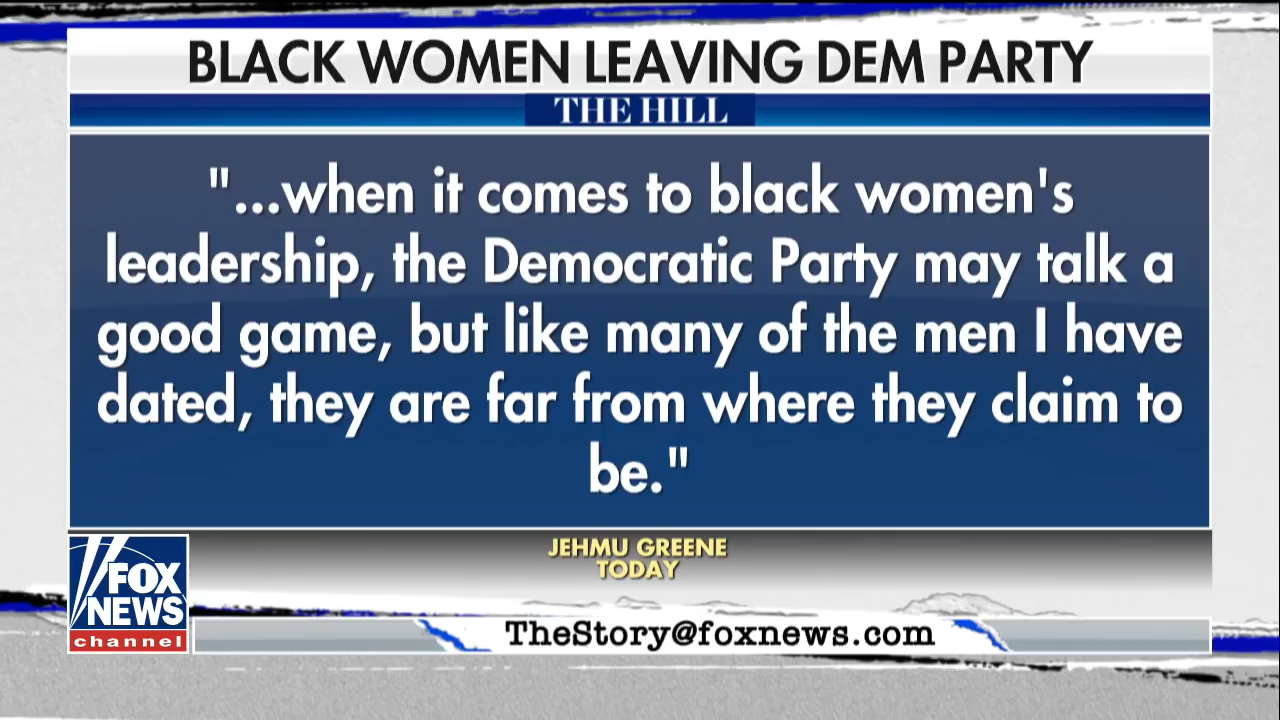 BLACK WOMEN LEAVING DEM PARTY
THE HILL
"...when it comes to black women's
leadership, the Democratic Party may talk a
good game, but like many of the men I have
dated, they are far from where they claim to
be."
JEHMU GREENE
TODAY
FOX
NEWS
channel
TheStory@foxnews.com